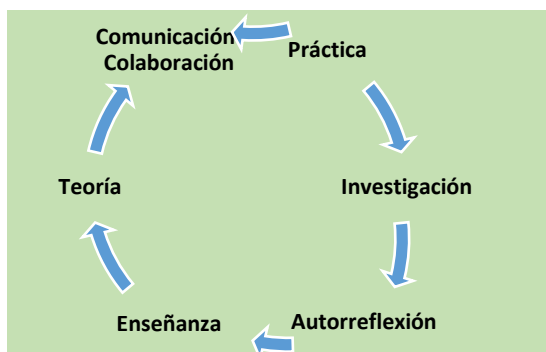 Comunicación
Colaboración
Práctica
Investigación
Autorreflexión
Enseñanza
Teoría